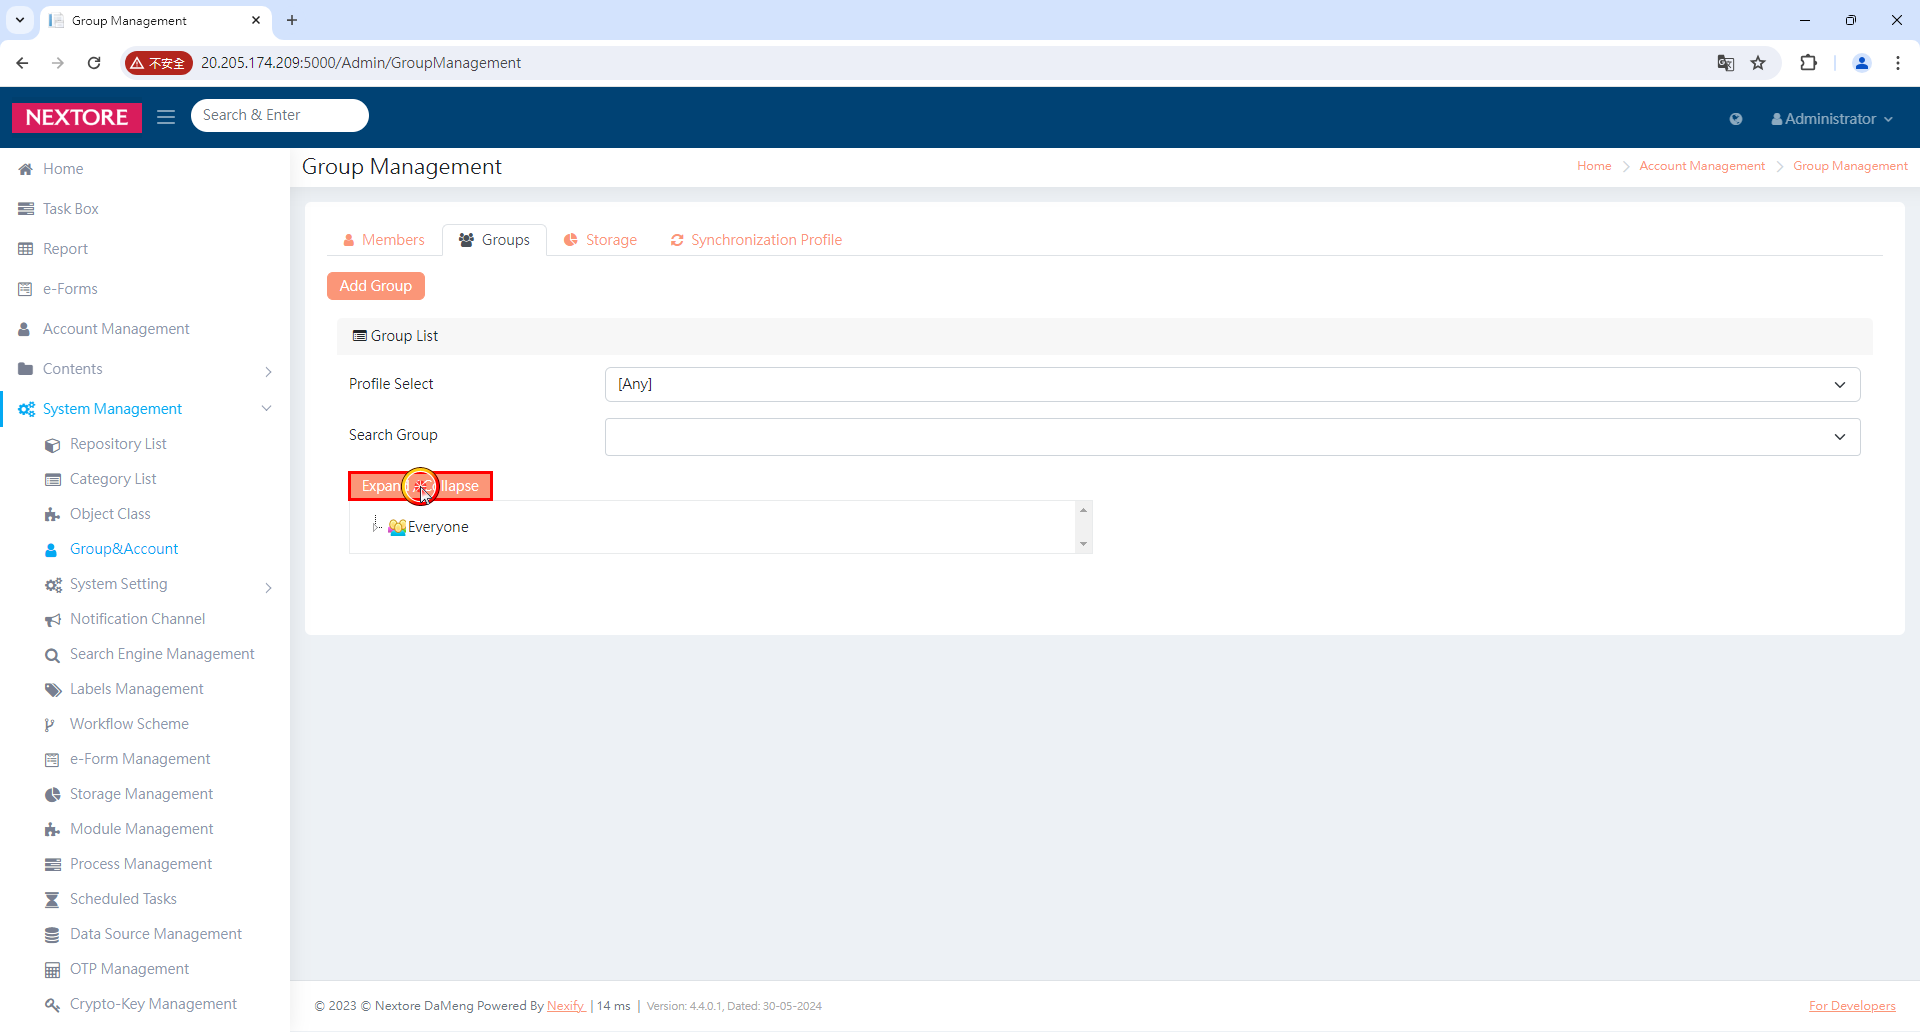 Group Management
不安全
20.205.174.209:5000/Admin/GroupManagement
NEXTORE
Search & Enter
Administrator
Home
Task Box
Report
e-Forms
Account Management
Contents
System Management
Repository List
Category List
Object Class
Group&Account
System Setting
Notification Channel
Search Engine Management
Labels Management
Workflow Scheme
e-Form Management
Storage Management
Module Management
Process Management
Scheduled Tasks
Data Source Management
OTP Management
Crypto-Key Management
Group Management
Home > Account Management > Group Management
Members Groups Storage Synchronization Profile
Add Group
Group List
Profile Select [Any]
Search Group
Everyone
© 2023 © Nextore DaMeng Powered By Nexify | 14 ms | Version: 4.4.0.1, Dated: 30-05-2024
For Developers